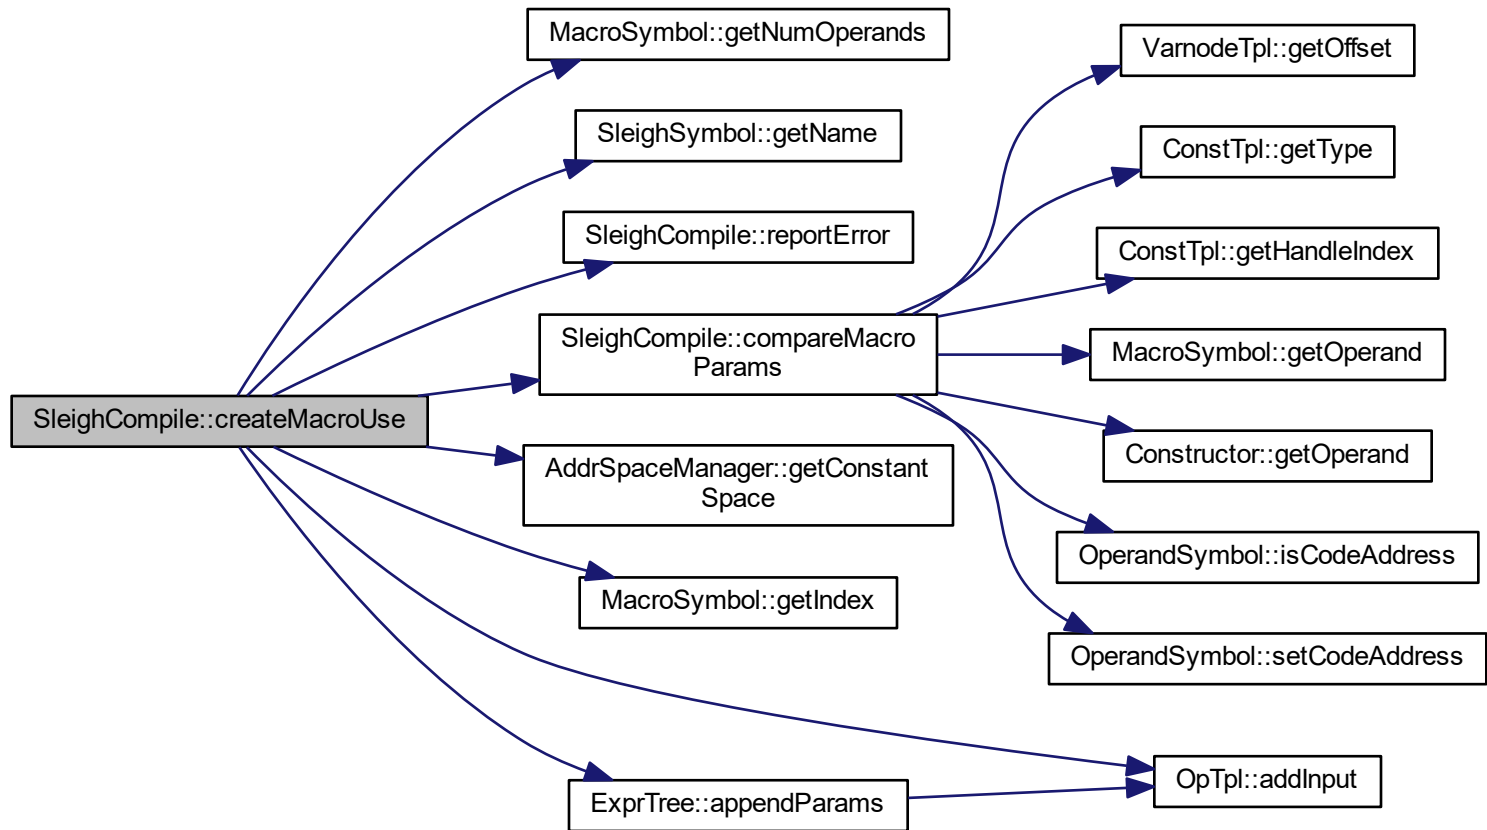 MacroSymbol::getNumOperands
VarnodeTpl::getOffset
SleighSymbol::getName
ConstTpl::getType
SleighCompile::reportError
ConstTpl::getHandleIndex
SleighCompile::compareMacro
Params
MacroSymbol::getOperand
SleighCompile::createMacroUse
Constructor::getOperand
AddrSpaceManager::getConstant
Space
OperandSymbol::isCodeAddress
MacroSymbol::getIndex
OperandSymbol::setCodeAddress
ExprTree::appendParams
OpTpl::addInput